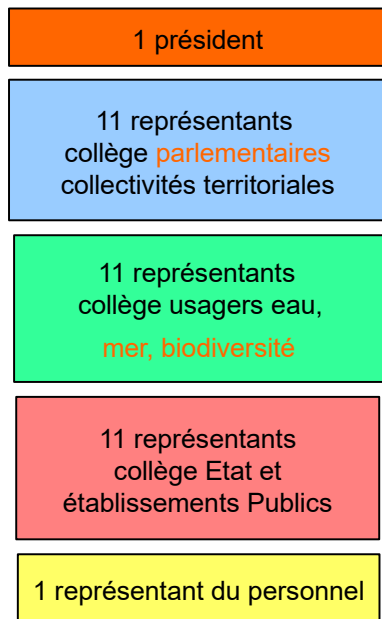 1 président
11 représentants
collège parlementaires
collectivités territoriales
11 représentants
collège usagers eau,
mer, biodiversité
11 représentants
collège Etat et
établissements Publics
1 représentant du personnel